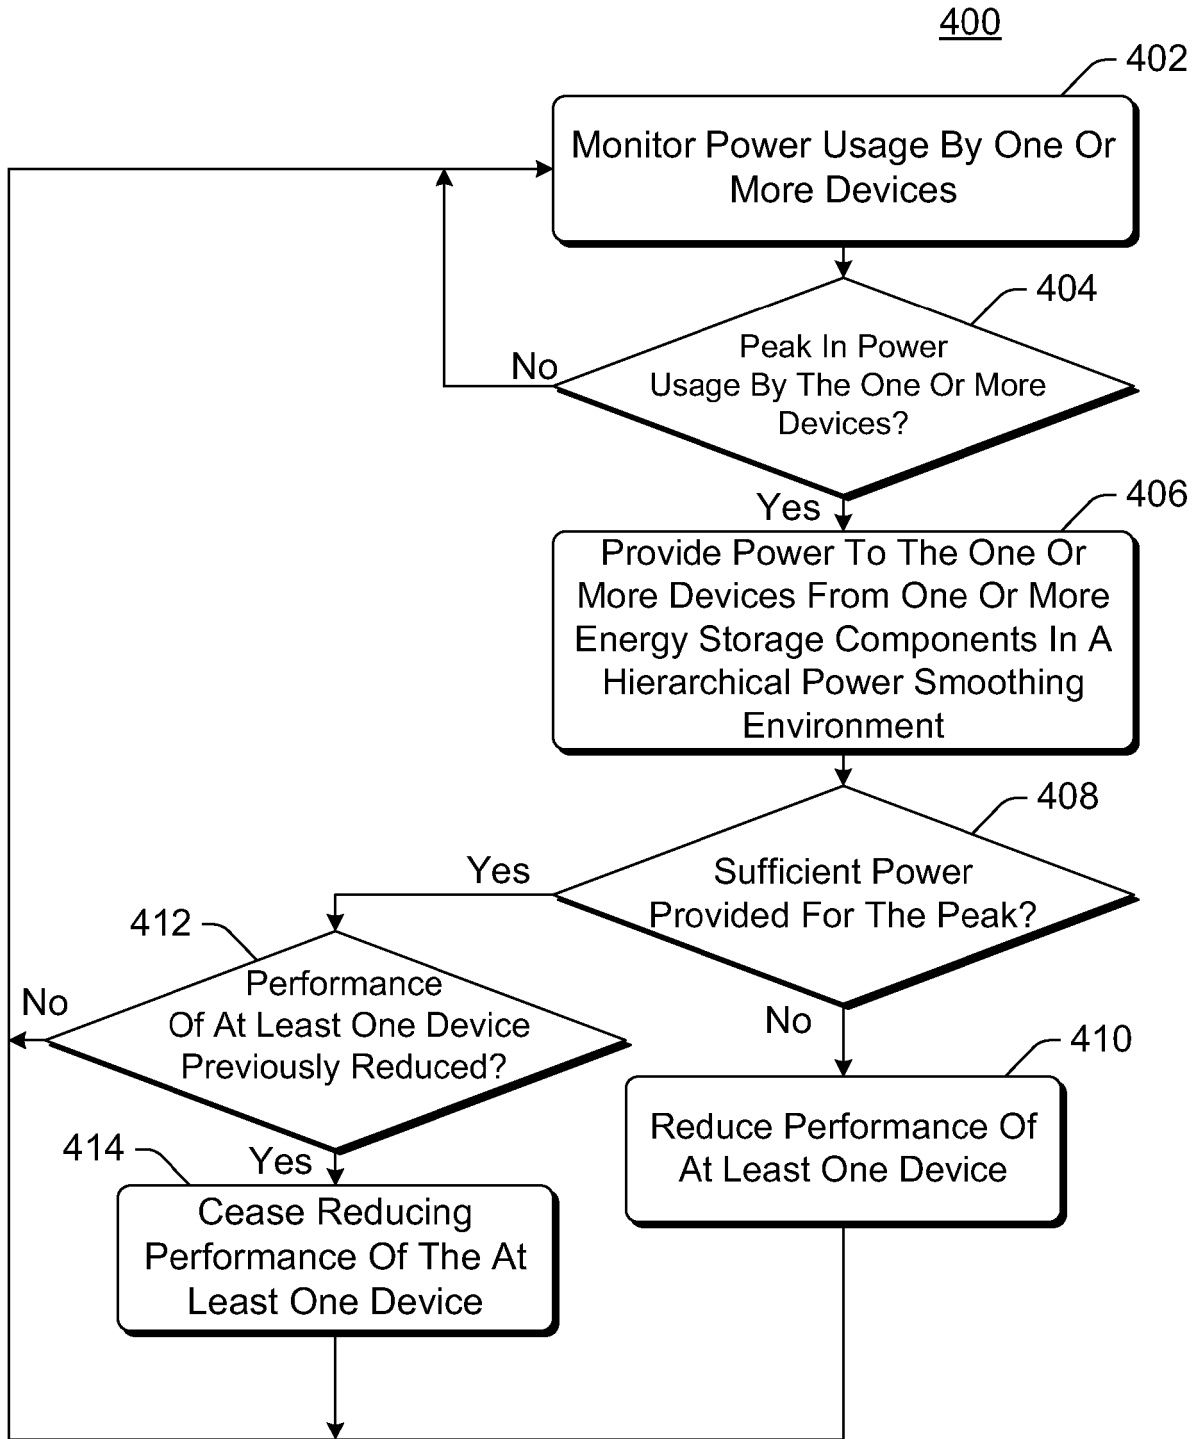 400
402
Monitor Power Usage By One Or
More Devices
404
Peak In Power
Usage By The One Or More
Devices?
No
Yes
406
Provide Power To The One Or
More Devices From One Or More
Energy Storage Components In A
Hierarchical Power Smoothing
Environment
408
Sufficient Power
Provided For The Peak?
Yes
No
412
Performance
Of At Least One Device
Previously Reduced?
No
Yes
410
Reduce Performance Of
At Least One Device
414
Cease Reducing
Performance Of The At
Least One Device